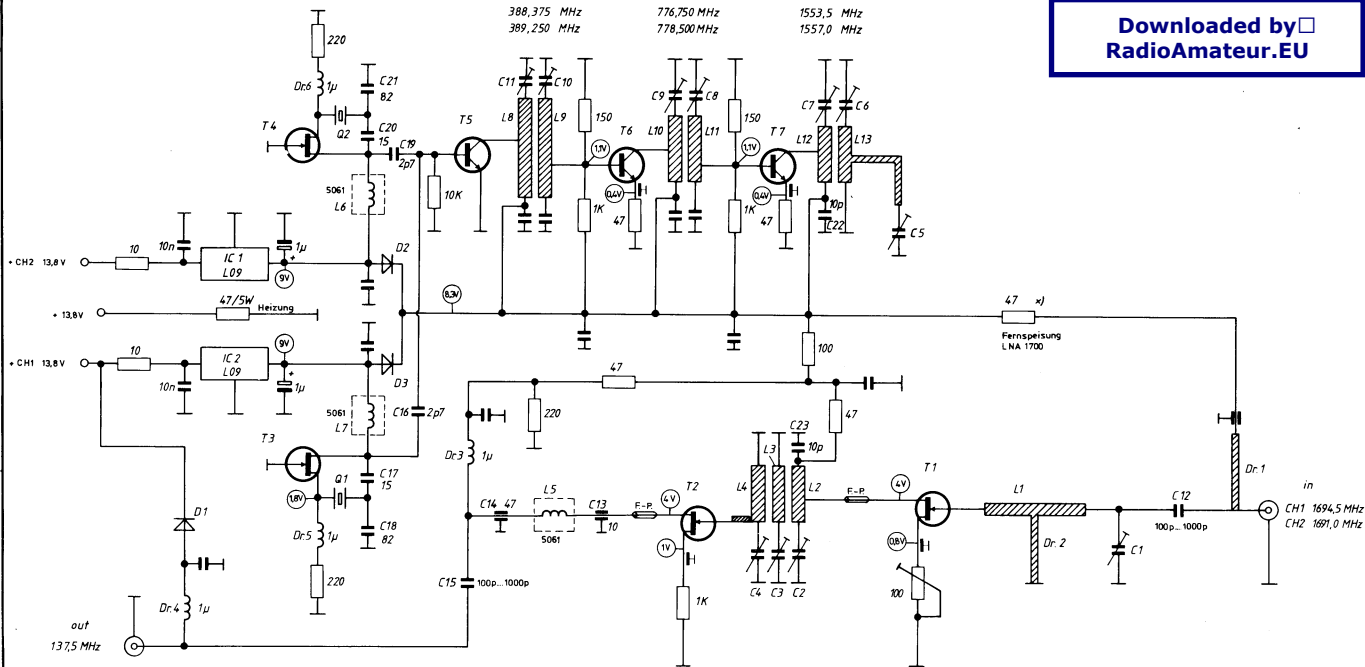 388,375 MHz
389,250 MHz
776,750 MHz
778,500 MHz
1553,5 MHz
1557,0 MHz
Downloaded by□
RadioAmateur.EU
220
Dr.6 1µ
C21
82
Q2
C20
15
T4
C19
2p7
T5
C11
C10
L8
L9
150
1,1V
T6
C9
C8
L10
L11
150
1,1V
T7
C7
C6
L12
L13
5061
L6
10K
1K
0,4V
47
1K
0,4V
47
10p
C22
C5
+ CH2 13,8 V
10
10n
IC 1
L09
1µ
+
9V
D2
+ 13,8V
47/5W
Heizung
8,3V
47 x)
Fernspeisung
LNA 1700
+ CH1 13,8 V
10
10n
IC 2
L09
9V
1µ
D3
100
47
5061
L7
C16 2p7
220
47
T3
1,8V
Q1
C17
15
C18
82
Dr.5 1µ
220
Dr.3 1µ
C14 47
L5
5061
C13
10
F.-P.
4V
T2
1V
1K
C23
10p
L4
L3
L2
C4
C3
C2
F.-P.
4V
T1
0,8V
100
L1
Dr. 2
C1
C 12
100p...1000p
Dr.1
in
CH1 1694,5 MHz
CH2 1691,0 MHz
D1
Dr.4 1µ
C15 100p...1000p
out
137,5 MHz